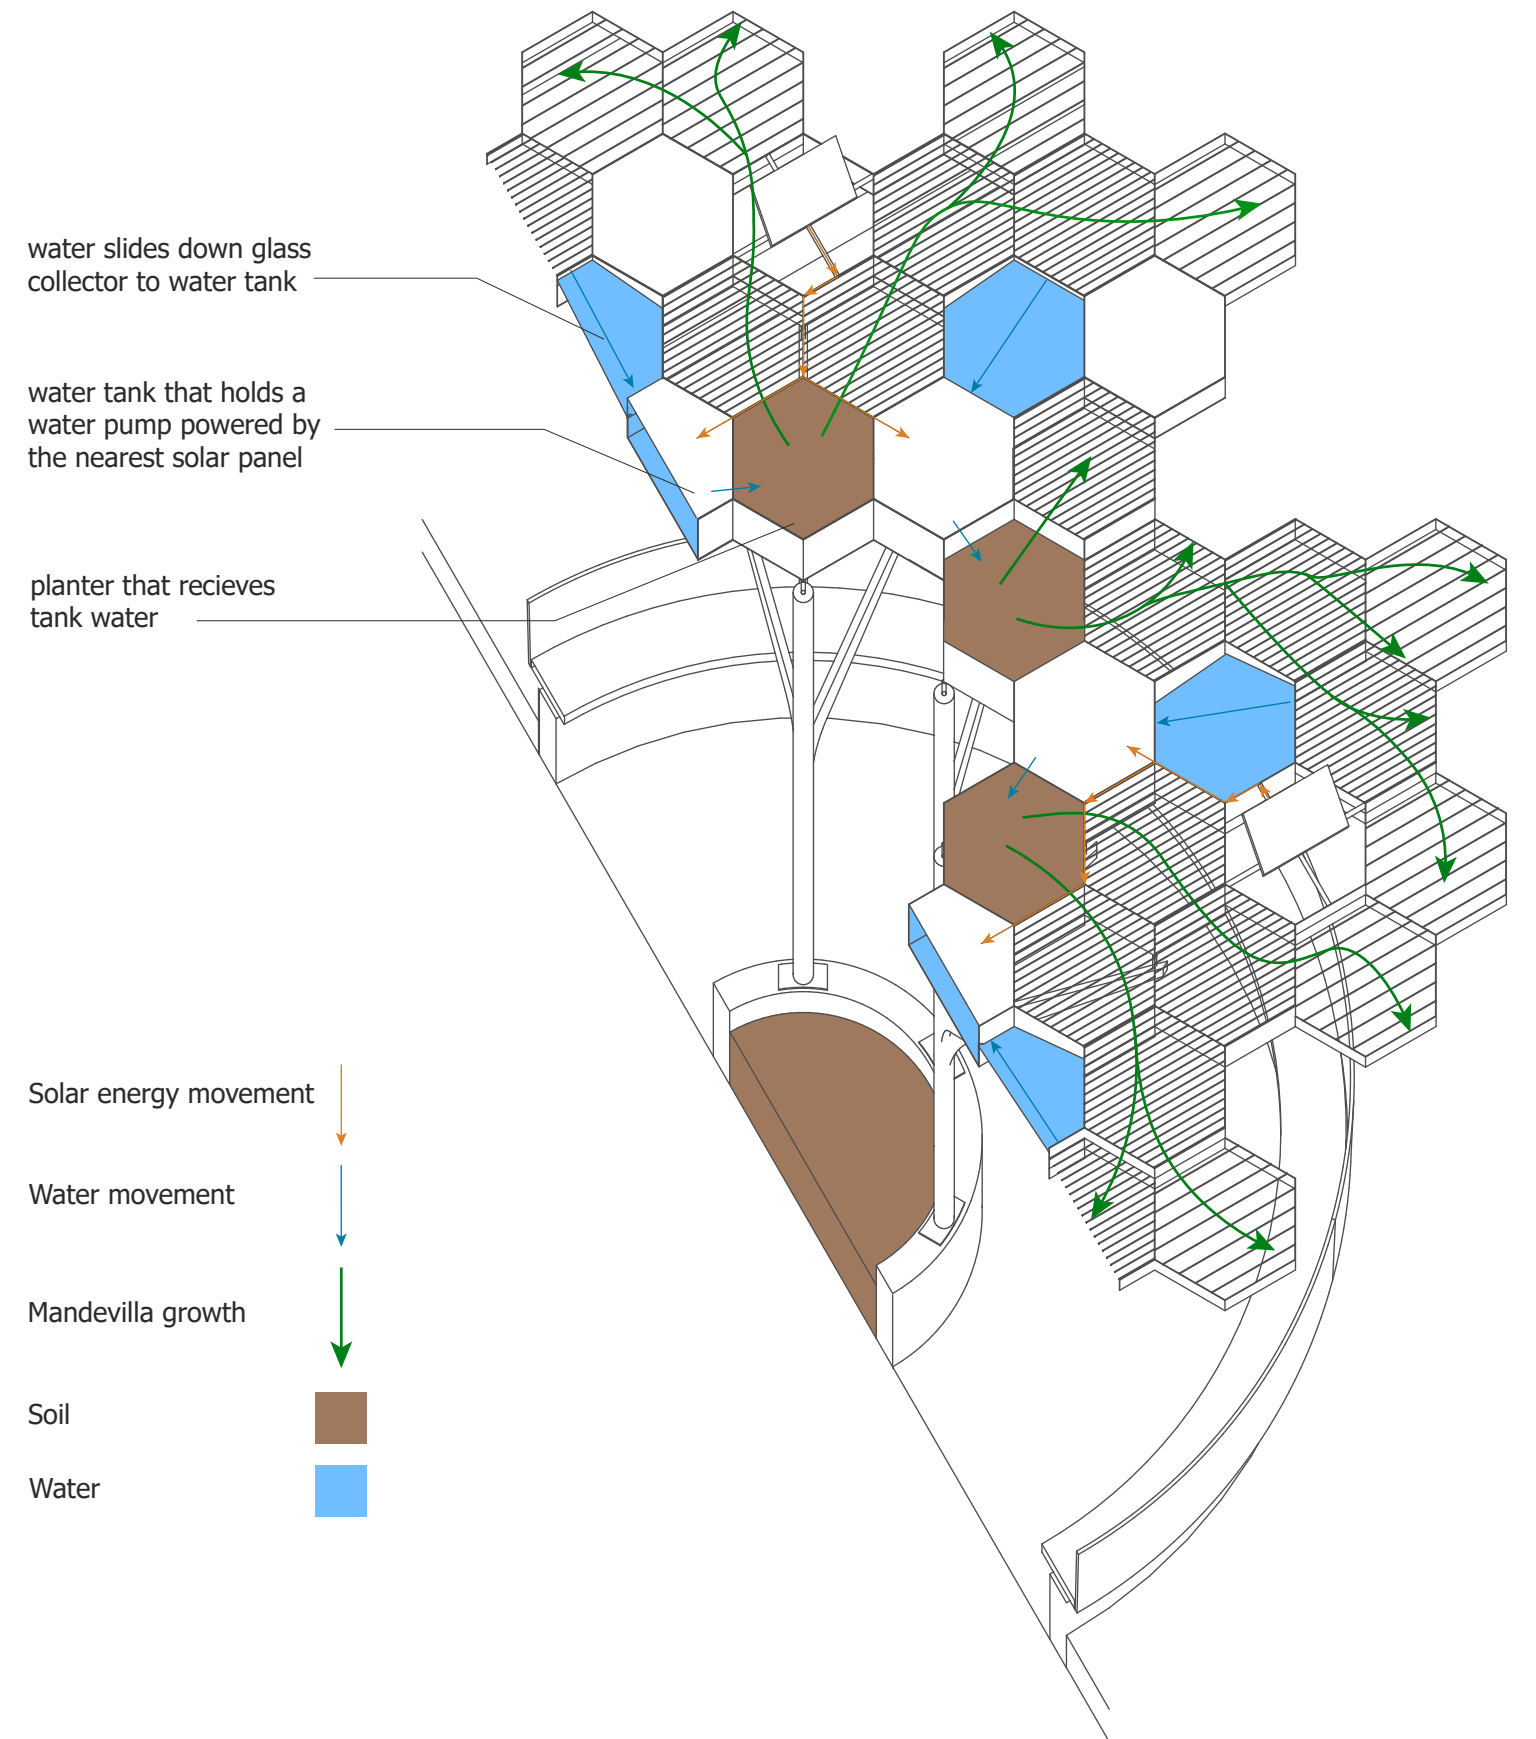 water slides down glass
collector to water tank
water tank that holds a
water pump powered by
the nearest solar panel
planter that recieves
tank water
Solar energy movement
Water movement
Mandevilla growth
Soil
Water